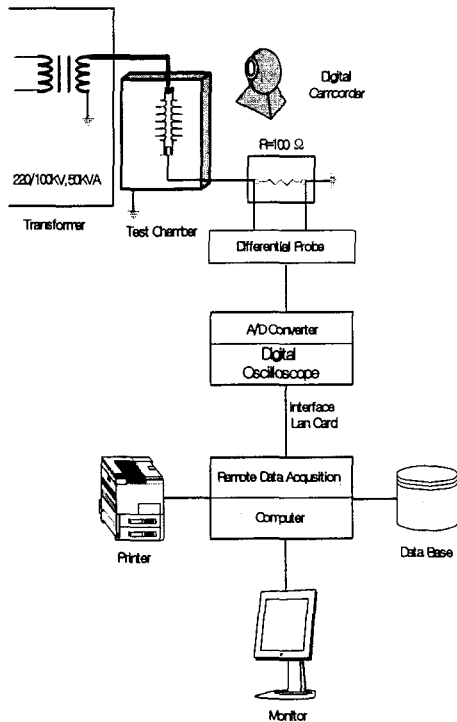 Digital
Camcorder
R=100 Ω
220/100KV,50KVA
Transformer
Test Chamber
Differential Probe
A/D Converter
Digital
Oscilloscope
Interface
Lan Card
Remote Data Acqusition
Computer
Printer
Data Base
Monitor